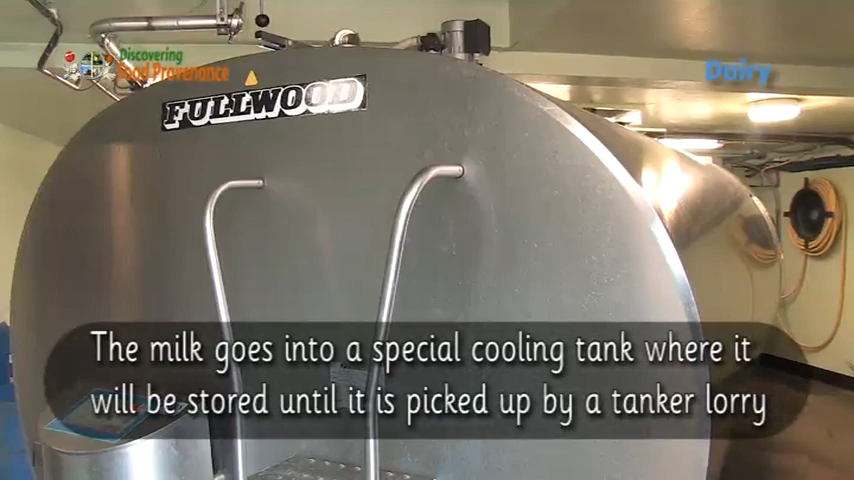 Discovering
Food Provenance
Dairy
FULLWOOD
The milk goes into a special cooling tank where it
will be stored until it is picked up by a tanker lorry